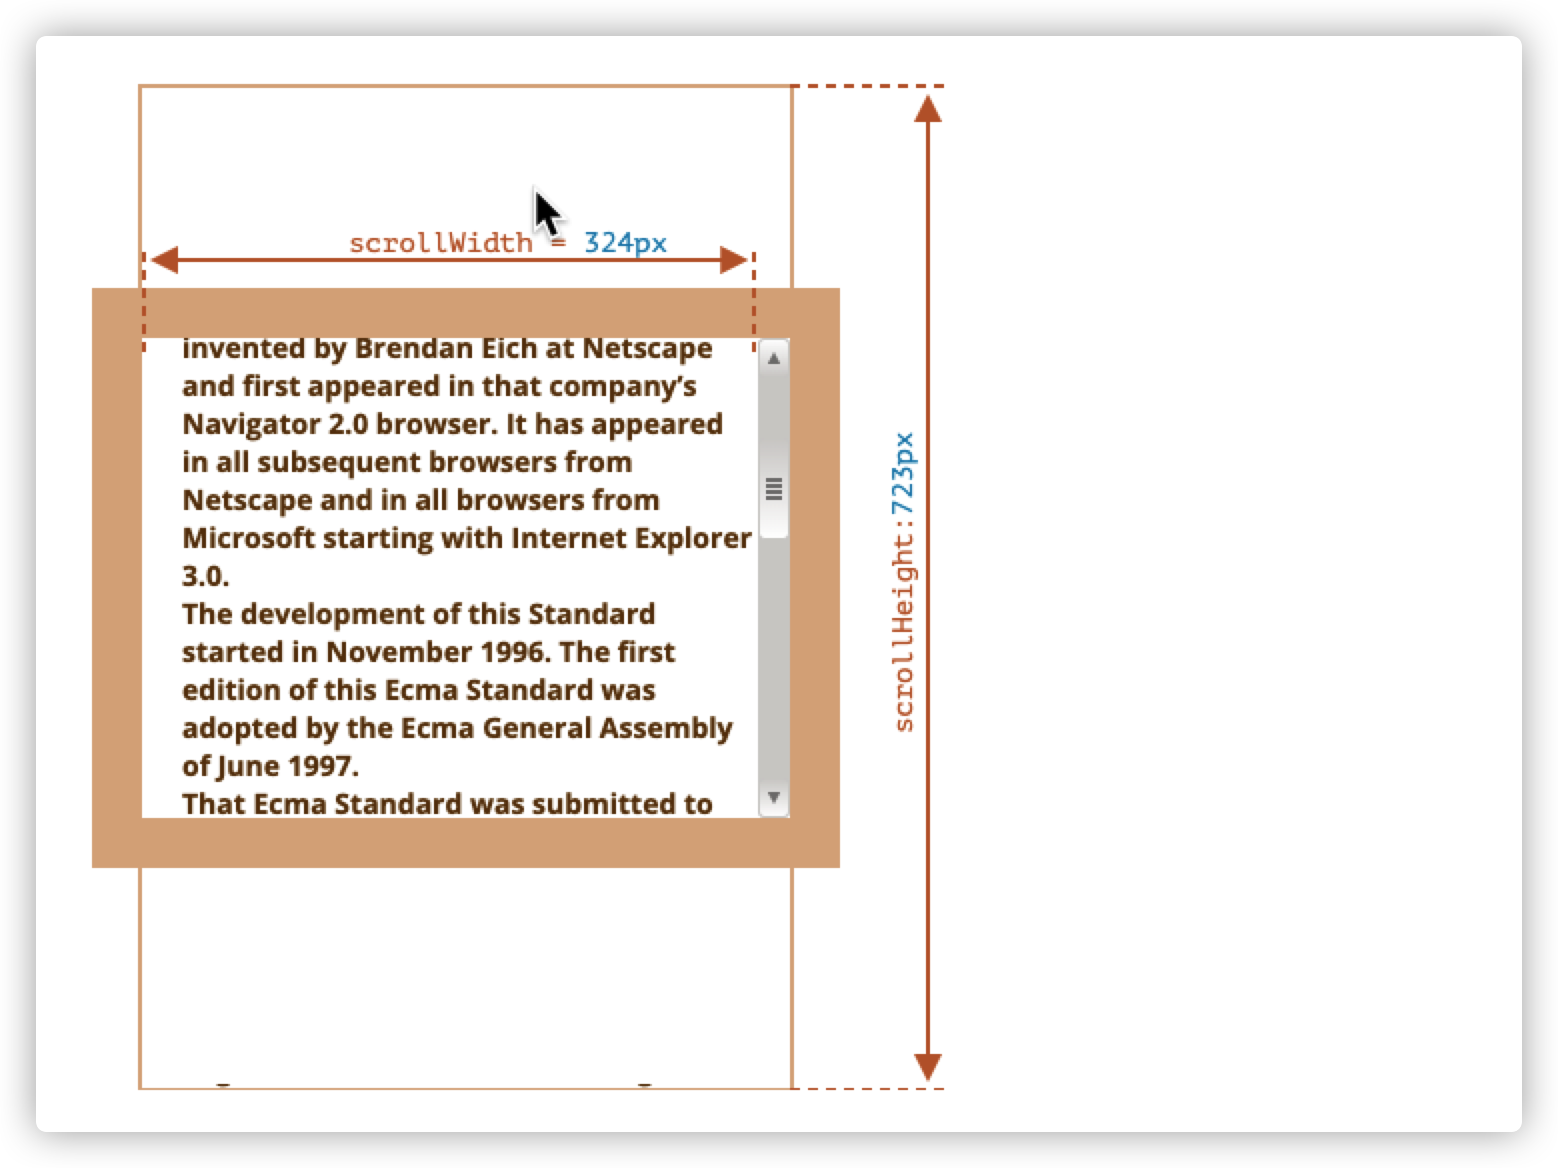 scrollWidth = 324px
invented by Brendan Eich at Netscape
and first appeared in that company’s
Navigator 2.0 browser. It has appeared
in all subsequent browsers from
Netscape and in all browsers from
Microsoft starting with Internet Explorer
3.0.
The development of this Standard
started in November 1996. The first
edition of this Ecma Standard was
adopted by the Ecma General Assembly
of June 1997.
That Ecma Standard was submitted to
scrollHeight:723px